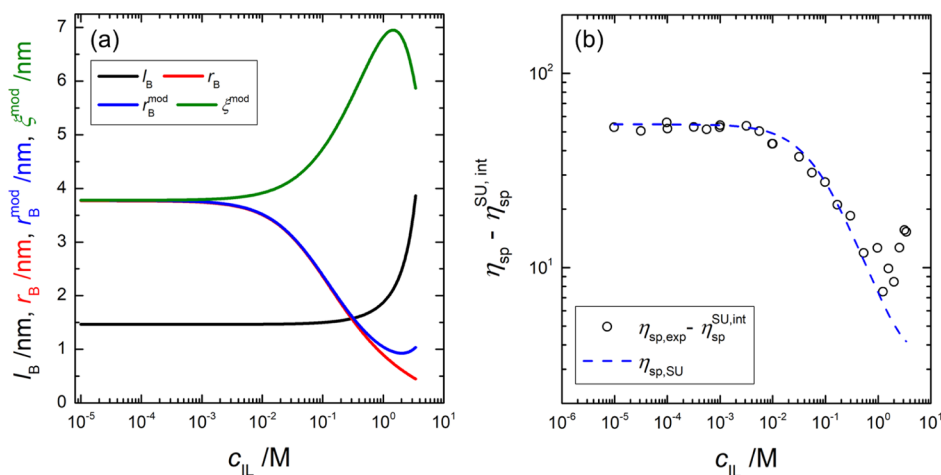 (a)
l_B r_B
r_B^mod ξ^mod
l_B /nm, r_B /nm, r_B^mod /nm, ξ^mod /nm
7
6
5
4
3
2
1
0
10^-5 10^-4 10^-3 10^-2 10^-1 10^0 10^1
c_IL /M
(b)
η_sp - η_sp^SU, int
10^2
10^1
η_sp,exp - η_sp^SU,int
η_sp,SU
10^-6 10^-5 10^-4 10^-3 10^-2 10^-1 10^0 10^1
c_IL /M